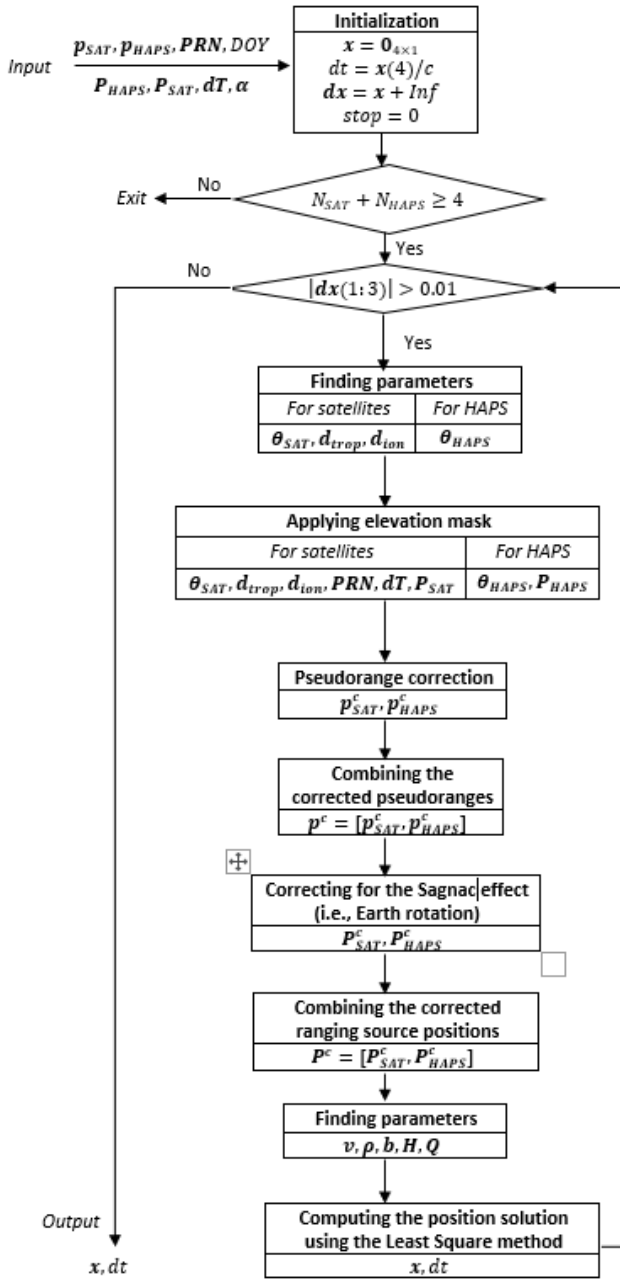 Initialization
x = 0₄ₓ₁
dt = x(4)/c
dx = x + Inf
stop = 0
Input
p_SAT, p_HAPS, PRN, DOY
P_HAPS, P_SAT, dT, α
N_SAT + N_HAPS ≥ 4
No
Exit
Yes
|dx(1:3)| > 0.01
No
Yes
Finding parameters
For satellites For HAPS
θ_SAT, d_trop, d_ion θ_HAPS
Applying elevation mask
For satellites For HAPS
θ_SAT, d_trop, d_ion, PRN, dT, P_SAT θ_HAPS, P_HAPS
Pseudorange correction
p^c_SAT, p^c_HAPS
Combining the
corrected pseudoranges
p^c = [p^c_SAT, p^c_HAPS]
Correcting for the Sagnac effect
(i.e., Earth rotation)
P^c_SAT, P^c_HAPS
Combining the corrected
ranging source positions
P^c = [P^c_SAT, P^c_HAPS]
Finding parameters
v, ρ, b, H, Q
Computing the position solution
using the Least Square method
x, dt
Output
x, dt